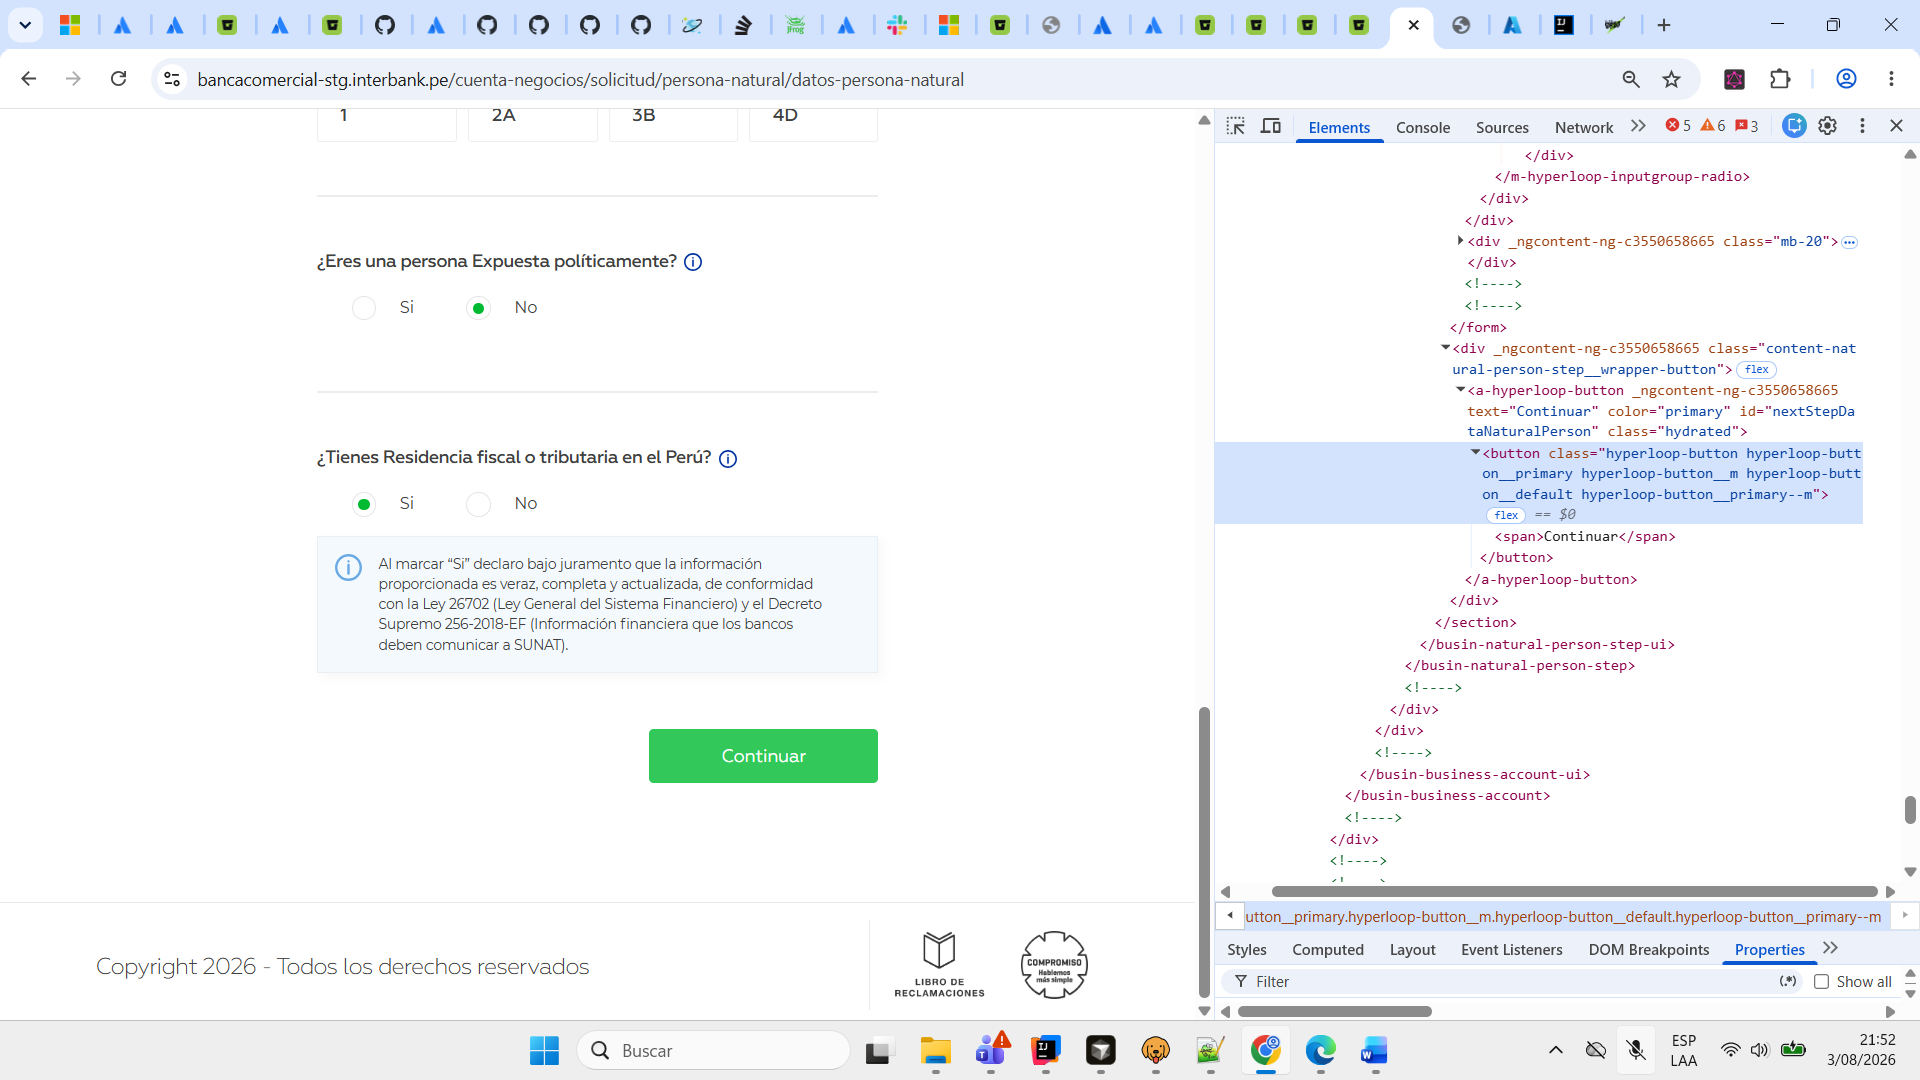 bancacomercial-stg.interbank.pe/cuenta-negocios/solicitud/persona-natural/datos-persona-natural
1
2A
3B
4D
¿Eres una persona Expuesta políticamente?
Si
No
¿Tienes Residencia fiscal o tributaria en el Perú?
Si
No
Al marcar “Si” declaro bajo juramento que la información
proporcionada es veraz, completa y actualizada, de conformidad
con la Ley 26702 (Ley General del Sistema Financiero) y el Decreto
Supremo 256-2018-EF (Información financiera que los bancos
deben comunicar a SUNAT).
Continuar
Copyright 2026 - Todos los derechos reservados
LIBRO DE
RECLAMACIONES
COMPROMISO
Hablemos
más simple
Elements Console Sources Network 5 6 3
</div>
</m-hyperloop-inputgroup-radio>
</div>
</div>
<div _ngcontent-ng-c3550658665 class="mb-20">
</div>
<!---->
<!---->
</form>
<div _ngcontent-ng-c3550658665 class="content-nat
ural-person-step__wrapper-button"> flex
<a-hyperloop-button _ngcontent-ng-c3550658665
text="Continuar" color="primary" id="nextStepDa
taNaturalPerson" class="hydrated">
<button class="hyperloop-button hyperloop-butt
on__primary hyperloop-button__m hyperloop-butt
on__default hyperloop-button__primary--m">
flex == $0
<span>Continuar</span>
</button>
</a-hyperloop-button>
</div>
</section>
</busin-natural-person-step-ui>
</busin-natural-person-step>
<!---->
</div>
</div>
<!---->
</busin-business-account-ui>
</busin-business-account>
<!---->
</div>
<!---->
utton__primary.hyperloop-button__m.hyperloop-button__default.hyperloop-button__primary--m
Styles Computed Layout Event Listeners DOM Breakpoints Properties
Filter (.*) Show all
Buscar
ESP
LAA
21:52
3/08/2026